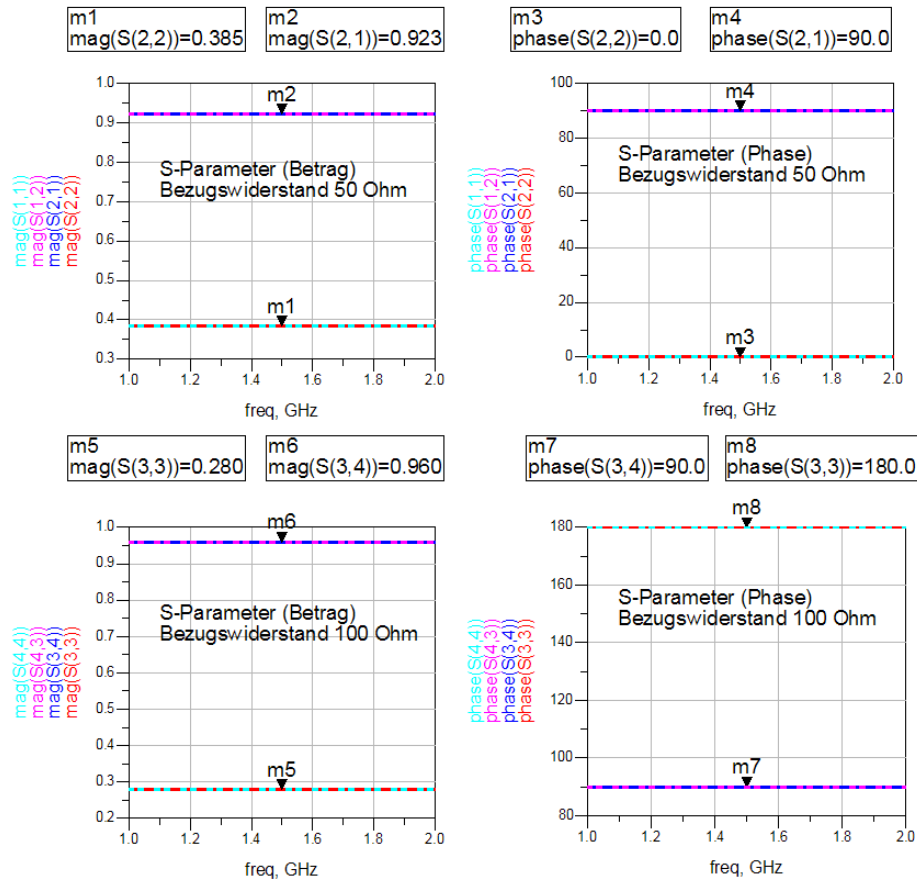 m1
mag(S(2,2))=0.385
m2
mag(S(2,1))=0.923
m3
phase(S(2,2))=0.0
m4
phase(S(2,1))=90.0
1.0
0.9
0.8
0.7
0.6
0.5
0.4
0.3
m2
S-Parameter (Betrag)
Bezugswiderstand 50 Ohm
m1
1.0
1.2
1.4
1.6
1.8
2.0
freq, GHz
mag(S(1,1))
mag(S(1,2))
mag(S(2,1))
mag(S(2,2))
100
80
60
40
20
0
m4
S-Parameter (Phase)
Bezugswiderstand 50 Ohm
m3
1.0
1.2
1.4
1.6
1.8
2.0
freq, GHz
phase(S(1,1))
phase(S(1,2))
phase(S(2,1))
phase(S(2,2))
m5
mag(S(3,3))=0.280
m6
mag(S(3,4))=0.960
m7
phase(S(3,4))=90.0
m8
phase(S(3,3))=180.0
1.0
0.9
0.8
0.7
0.6
0.5
0.4
0.3
0.2
m6
S-Parameter (Betrag)
Bezugswiderstand 100 Ohm
m5
1.0
1.2
1.4
1.6
1.8
2.0
freq, GHz
mag(S(4,4))
mag(S(4,3))
mag(S(3,4))
mag(S(3,3))
180
160
140
120
100
80
m8
S-Parameter (Phase)
Bezugswiderstand 100 Ohm
m7
1.0
1.2
1.4
1.6
1.8
2.0
freq, GHz
phase(S(4,4))
phase(S(4,3))
phase(S(3,4))
phase(S(3,3))